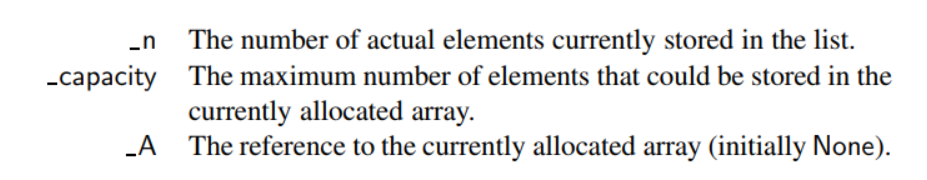 _n The number of actual elements currently stored in the list.
_capacity The maximum number of elements that could be stored in the
currently allocated array.
_A The reference to the currently allocated array (initially None).